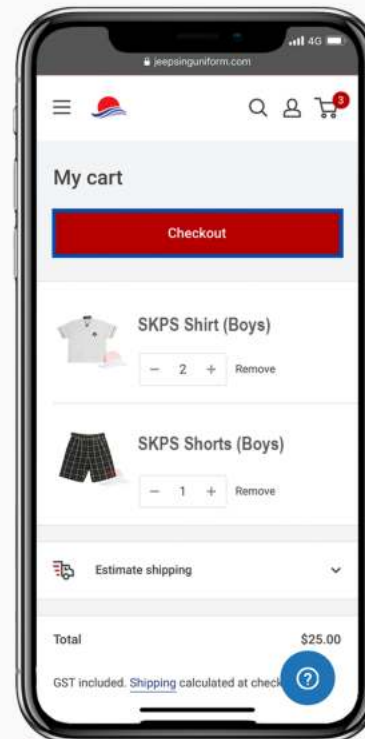 4G
jeepsinguniform.com
3
My cart
Checkout
SKPS Shirt (Boys)
− 2 + Remove
SKPS Shorts (Boys)
− 1 + Remove
Estimate shipping
Total $25.00
GST included. Shipping calculated at check
?